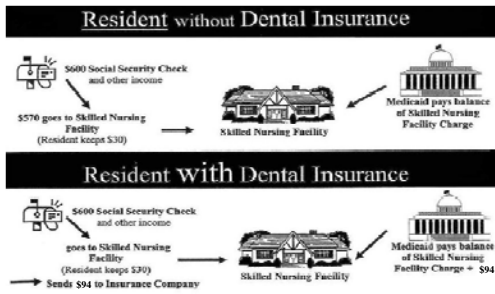 Resident without Dental Insurance
$600 Social Security Check
and other income
$570 goes to Skilled Nursing
Facility
(Resident keeps $30)
Skilled Nursing Facility
Medicaid pays balance
of Skilled Nursing
Facility Charge
Resident with Dental Insurance
$600 Social Security Check
and other income
goes to Skilled Nursing
Facility
(Resident keeps $30)
Sends $94 to Insurance Company
Skilled Nursing Facility
Medicaid pays balance
of Skilled Nursing
Facility Charge + $94